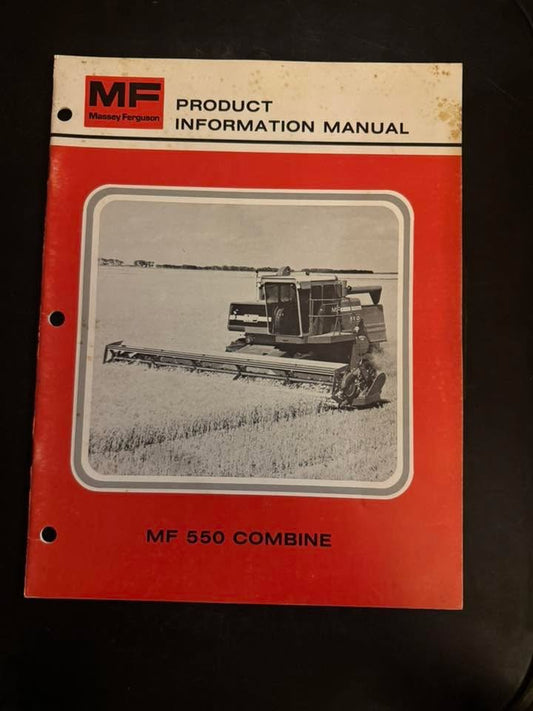 MF
Massey Ferguson
PRODUCT
INFORMATION MANUAL
MF 550 COMBINE